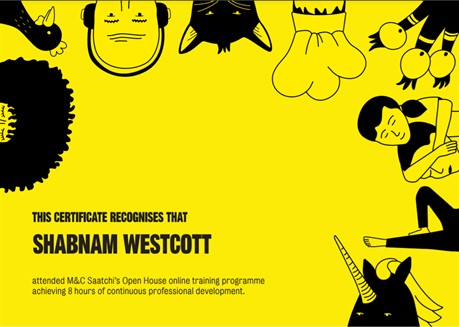 THIS CERTIFICATE RECOGNISES THAT
SHABNAM WESTCOTT
attended M&C Saatchi's Open House online training programme
achieving 8 hours of continuous professional development.